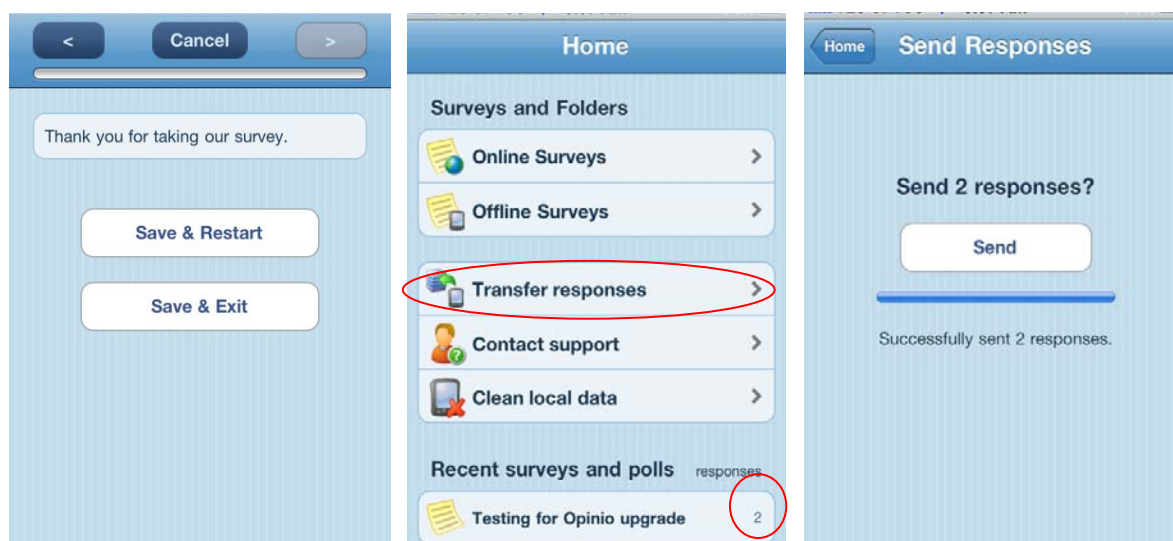 < Cancel >
Thank you for taking our survey.
Save & Restart
Save & Exit
Home
Surveys and Folders
Online Surveys
Offline Surveys
Transfer responses
Contact support
Clean local data
Recent surveys and polls responses
Testing for Opinio upgrade 2
Home Send Responses
Send 2 responses?
Send
Successfully sent 2 responses.